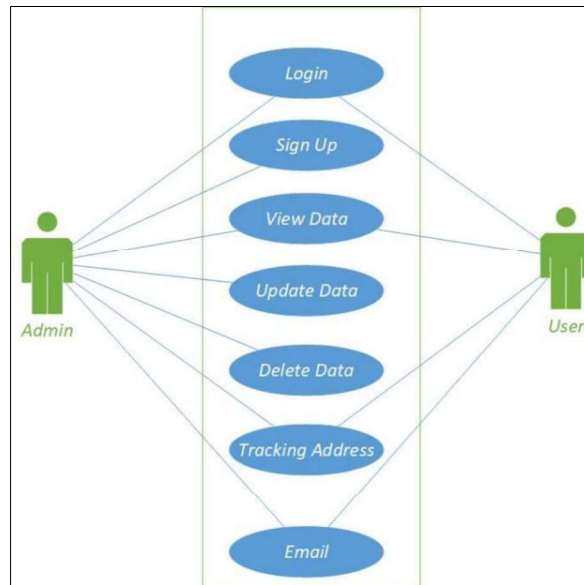 Login
Sign Up
View Data
Update Data
Admin
User
Delete Data
Tracking Address
Email